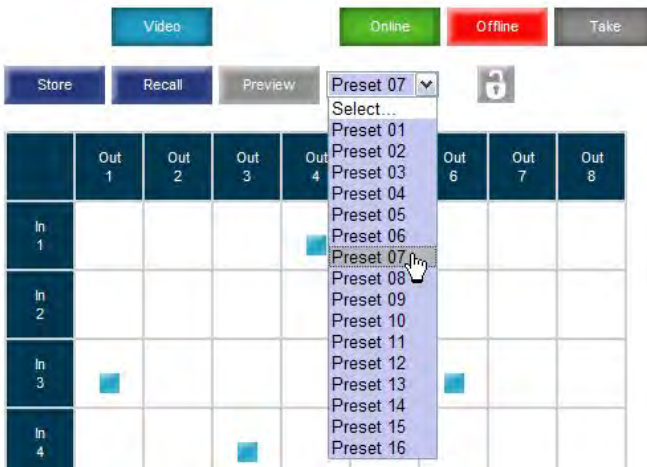 Video Online Offline Take
Store Recall Preview Preset 07
Select...
Preset 01
Preset 02
Preset 03
Preset 04
Preset 05
Preset 06
Preset 07
Preset 08
Preset 09
Preset 10
Preset 11
Preset 12
Preset 13
Preset 14
Preset 15
Preset 16
Out 1
Out 2
Out 3
Out 4
Out 6
Out 7
Out 8
In 1
In 2
In 3
In 4